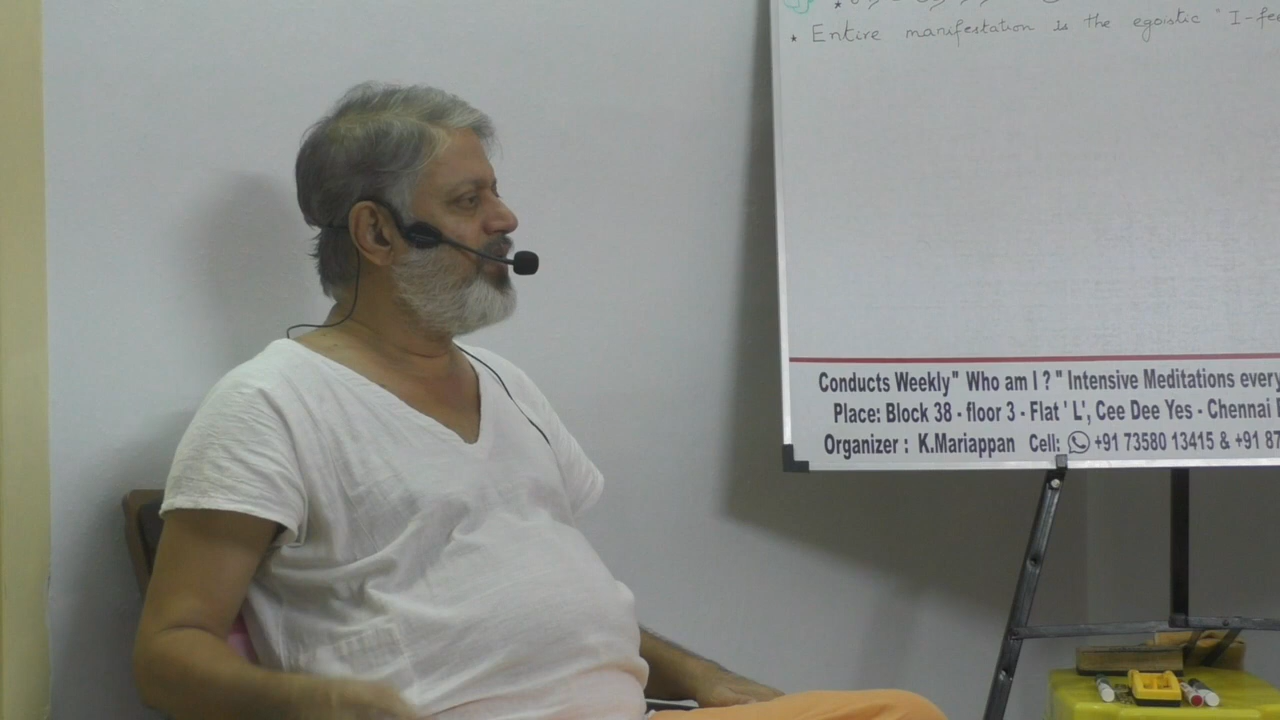 * Entire manifestation is the egoistic "I-fee
Conducts Weekly" Who am I ? " Intensive Meditations every
Place: Block 38 - floor 3 - Flat ' L', Cee Dee Yes - Chennai
Organizer : K.Mariappan Cell: +91 73580 13415 & +91 87